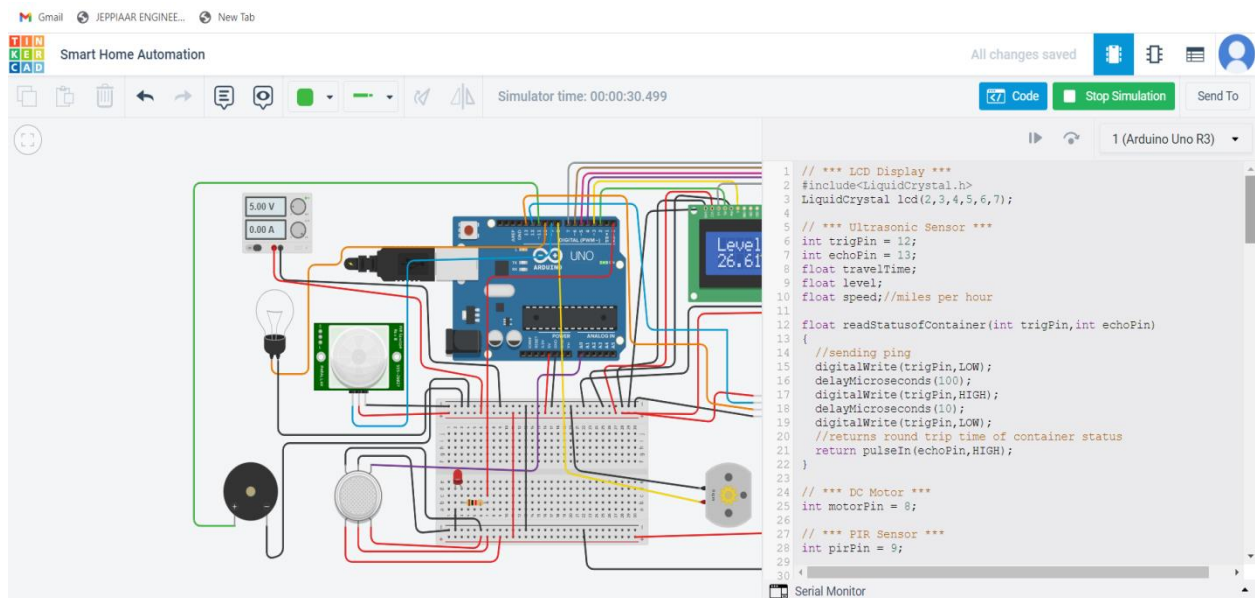 Gmail JEPPIAAR ENGINEE... New Tab
TIN
KER
CAD
Smart Home Automation
All changes saved
Simulator time: 00:00:30.499
Code
Stop Simulation
Send To
1 (Arduino Uno R3)
5.00 V
0.00 A
DIGITAL (PWM~)
UNO
ARDUINO
POWER ANALOG IN
Level
26.61
1 // *** LCD Display ***
2 #include<LiquidCrystal.h>
3 LiquidCrystal lcd(2,3,4,5,6,7);
4
5 // *** Ultrasonic Sensor ***
6 int trigPin = 12;
7 int echoPin = 13;
8 float travelTime;
9 float level;
10 float speed;//miles per hour
11
12 float readStatusofContainer(int trigPin,int echoPin)
13 {
14 //sending ping
15 digitalWrite(trigPin,LOW);
16 delayMicroseconds(100);
17 digitalWrite(trigPin,HIGH);
18 delayMicroseconds(10);
19 digitalWrite(trigPin,LOW);
20 //returns round trip time of container status
21 return pulseIn(echoPin,HIGH);
22 }
23
24 // *** DC Motor ***
25 int motorPin = 8;
26
27 // *** PIR Sensor ***
28 int pirPin = 9;
29
30
Serial Monitor